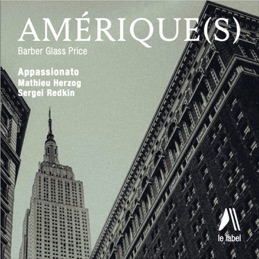 AMÉRIQUE(S)
Barber Glass Price
Appassionato
Mathieu Herzog
Sergei Redkin
le label